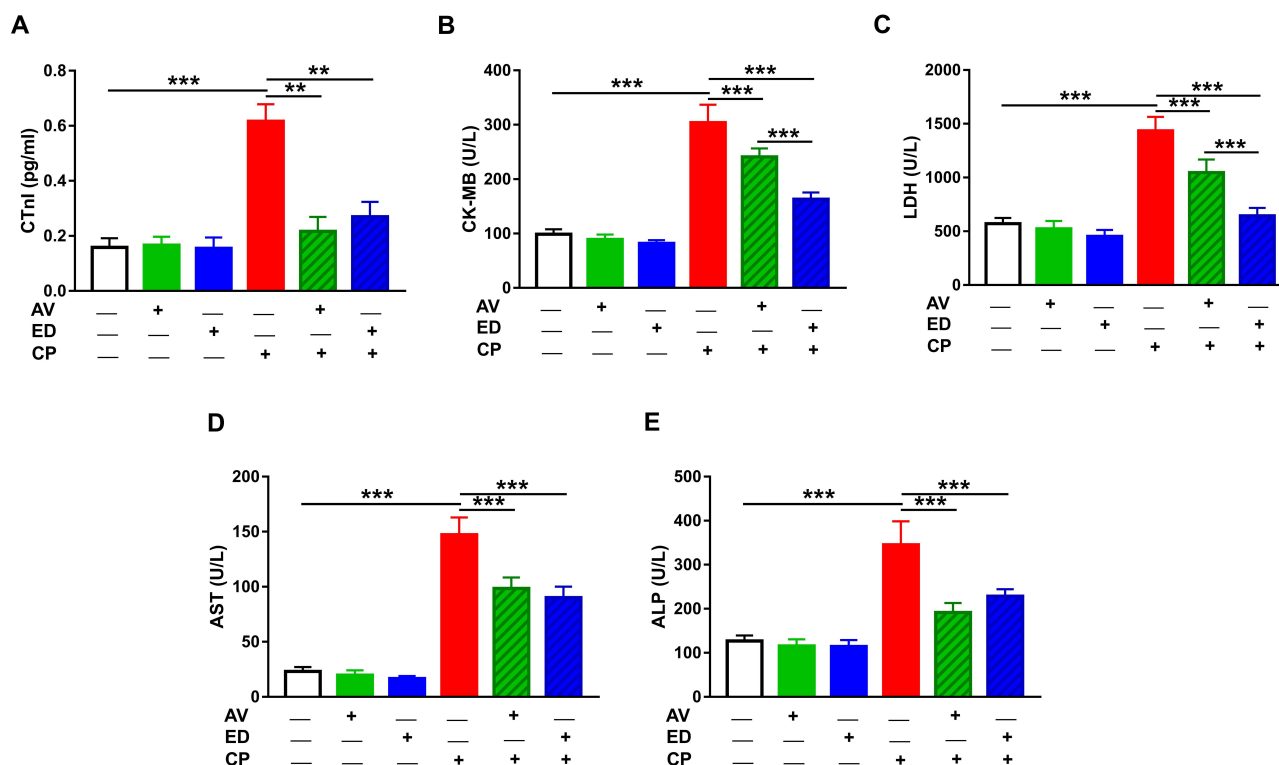 A
CTnI (pg/ml)
0.8
0.6
0.4
0.2
0.0
*** ** **
AV — + — — + —
ED — — + — — +
CP — — — + + +
B
CK-MB (U/L)
400
300
200
100
0
*** *** *** ***
AV — + — — + —
ED — — + — — +
CP — — — + + +
C
LDH (U/L)
2000
1500
1000
500
0
*** *** *** ***
AV — + — — + —
ED — — + — — +
CP — — — + + +
D
AST (U/L)
200
150
100
50
0
*** *** ***
AV — + — — + —
ED — — + — — +
CP — — — + + +
E
ALP (U/L)
500
400
300
200
100
0
*** *** ***
AV — + — — + —
ED — — + — — +
CP — — — + + +